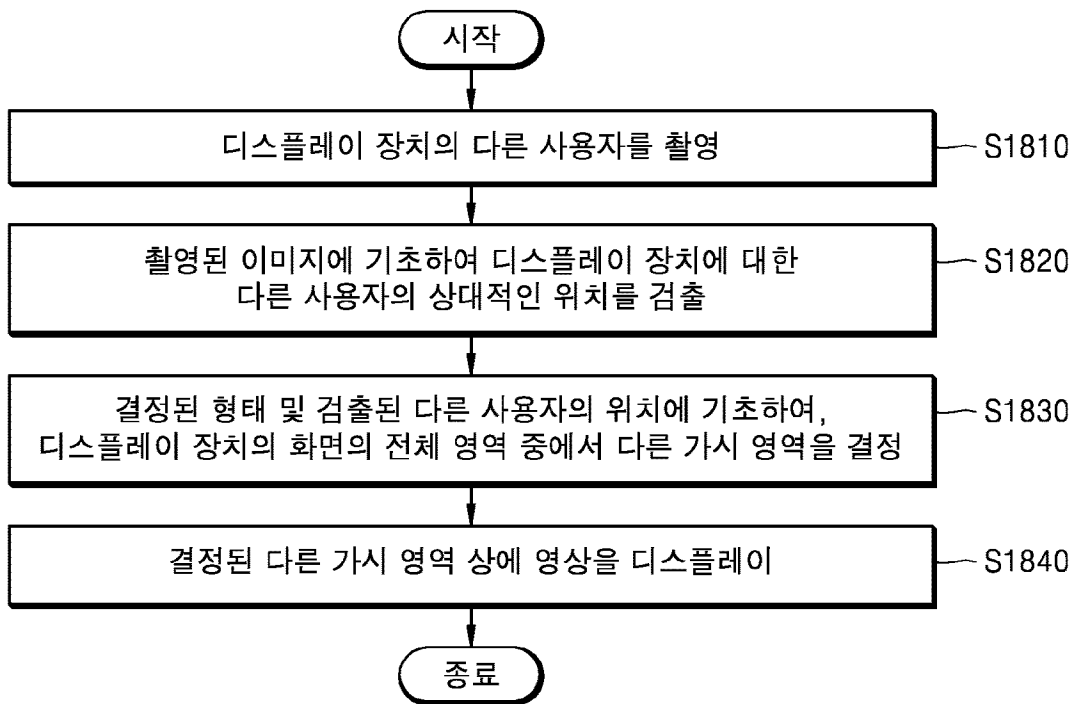 시작
디스플레이 장치의 다른 사용자를 촬영
S1810
촬영된 이미지에 기초하여 디스플레이 장치에 대한
다른 사용자의 상대적인 위치를 검출
S1820
결정된 형태 및 검출된 다른 사용자의 위치에 기초하여,
디스플레이 장치의 화면의 전체 영역 중에서 다른 가시 영역을 결정
S1830
결정된 다른 가시 영역 상에 영상을 디스플레이
S1840
종료